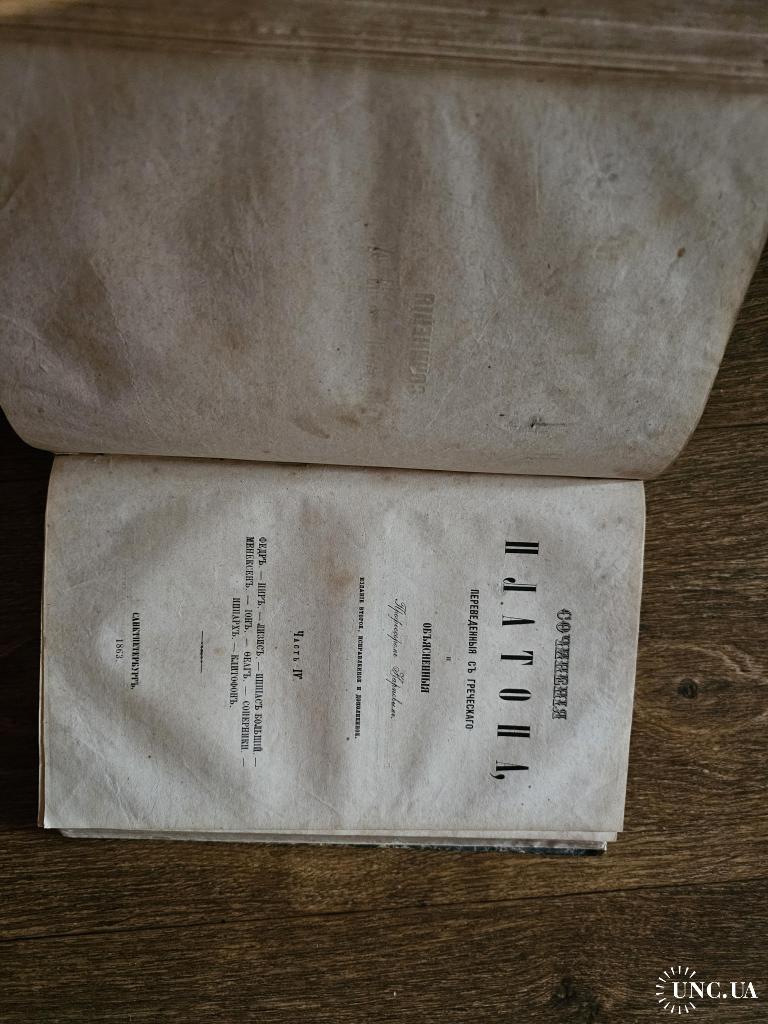 СОЧИНЕНІЯ
ПЛАТОНА,
ПЕРЕВЕДЕННЫЯ СЪ ГРЕЧЕСКАГО
И
ОБЪЯСНЕННЫЯ
Профессоромъ Карповымъ.
ИЗДАНІЕ ВТОРОЕ, ИСПРАВЛЕННОЕ И ДОПОЛНЕННОЕ.
Часть IV
ФЕДРЪ. — ПИРЪ. — ЛИЗИСЪ. — ИППІАСЪ БОЛЬШІЙ. —
МЕНЕКСЕНЪ. — ІОНЪ. — ѲЕАГЪ. — СОПЕРНИКИ. —
ИППАРХЪ. — КЛИТОФОНЪ.
САНКТПЕТЕРБУРГЪ.
1863.
UNC.UA